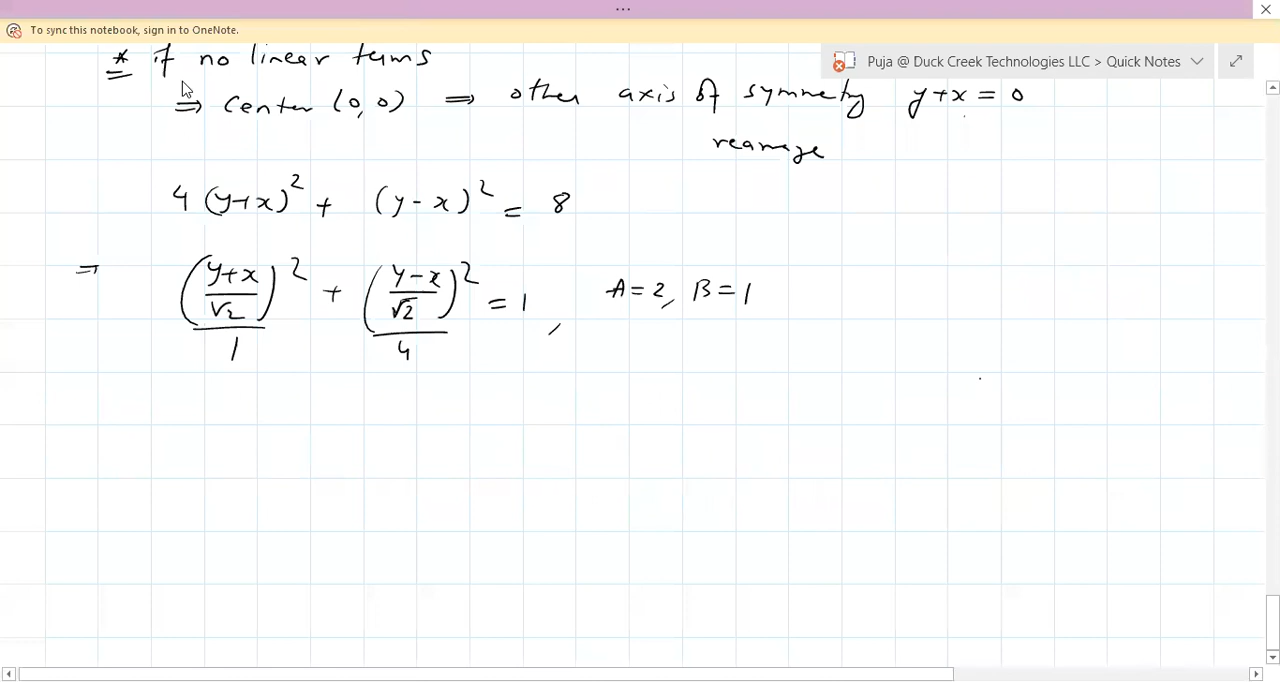 ...
To sync this notebook, sign in to OneNote.
* if no linear terms
Puja @ Duck Creek Technologies LLC > Quick Notes
⇒ center (0,0) ⇒ other axis of symmetry y+x = 0
rearrage
4 (y+x)² + (y-x)² = 8
⇒ ((y+x)/√2)²/1 + ((y-x)/√2)²/4 = 1, A=2, B=1